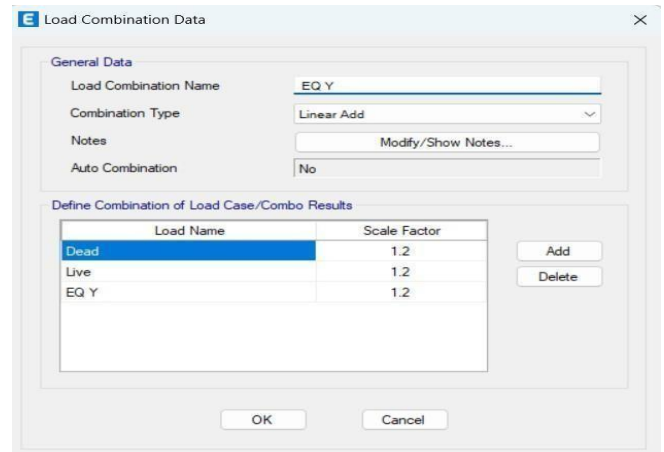 E Load Combination Data
General Data
Load Combination Name EQ Y
Combination Type Linear Add
Notes Modify/Show Notes...
Auto Combination No
Define Combination of Load Case/Combo Results
Load Name Scale Factor
Dead 1.2 Add
Live 1.2 Delete
EQ Y 1.2
OK Cancel